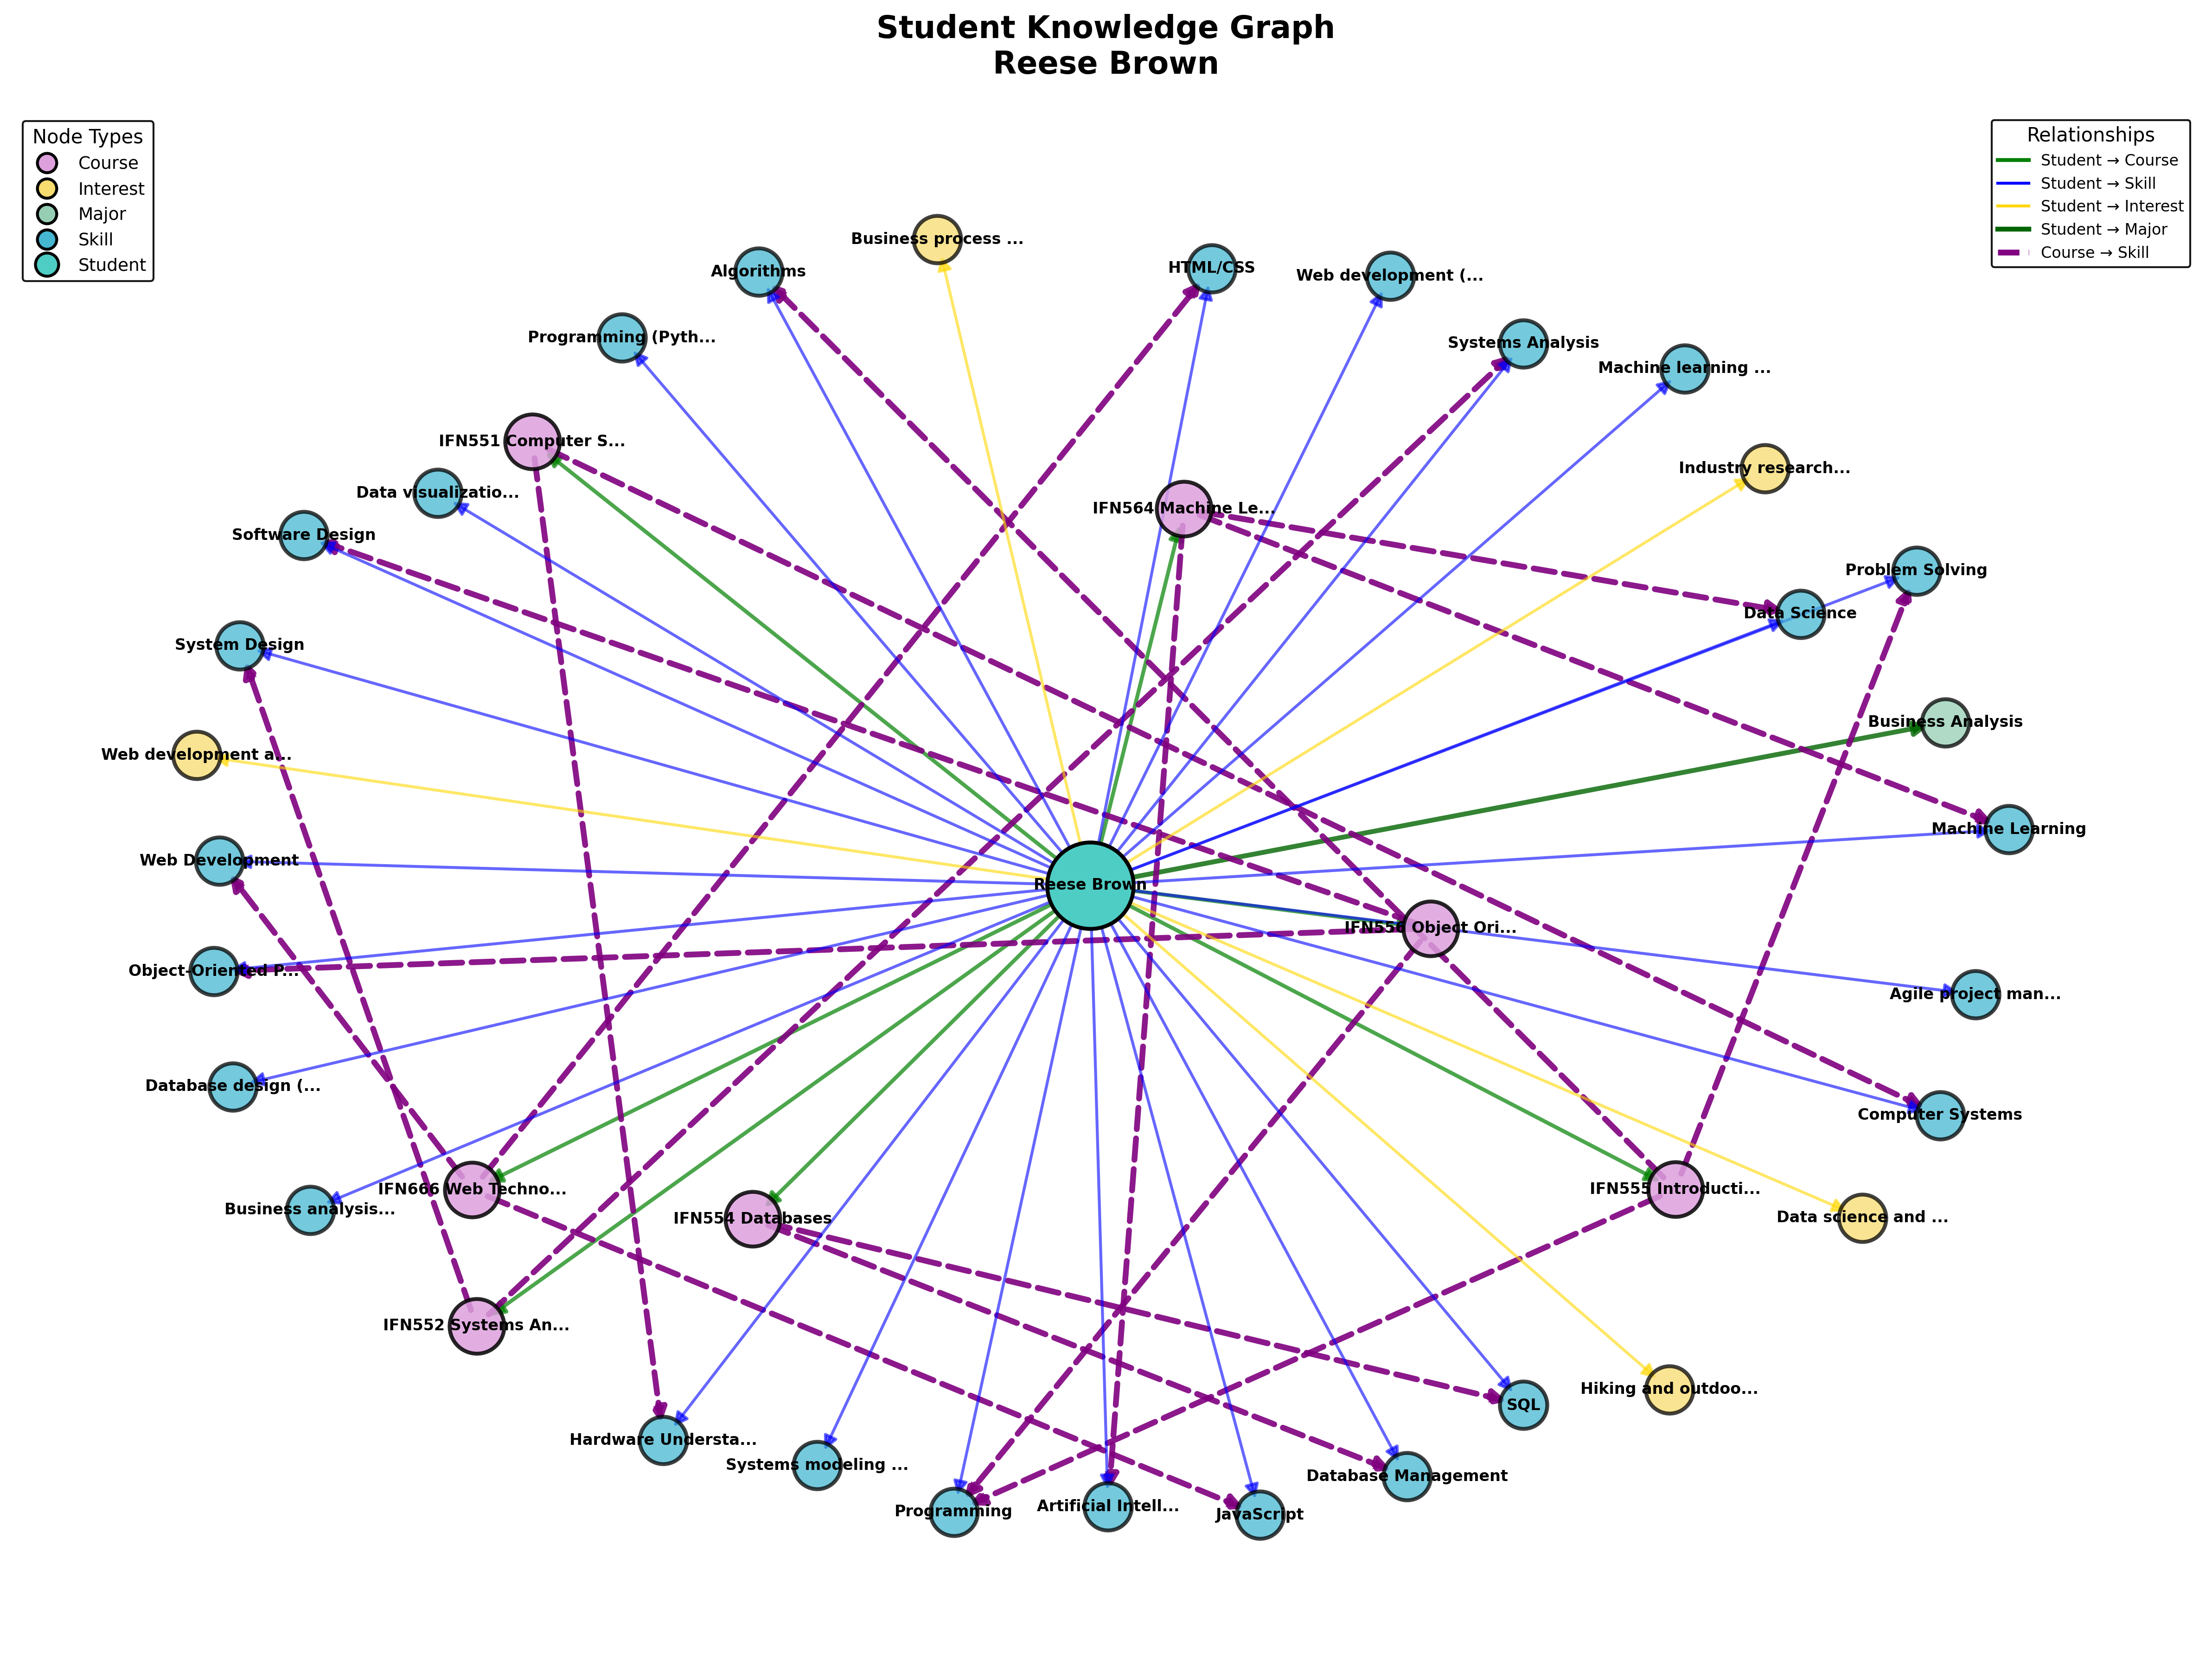 Student Knowledge Graph
Reese Brown
Node Types
Course
Interest
Major
Skill
Student
Relationships
Student → Course
Student → Skill
Student → Interest
Student → Major
Course → Skill
Business process ...
Algorithms
HTML/CSS
Web development (...
Programming (Pyth...
Systems Analysis
Machine learning ...
IFN551 Computer S...
Industry research...
Data visualizatio...
IFN564 Machine Le...
Software Design
Problem Solving
Data Science
System Design
Business Analysis
Web development a...
Machine Learning
Web Development
Reese Brown
IFN556 Object Ori...
Object-Oriented P...
Agile project man...
Database design (...
Computer Systems
IFN666 Web Techno...
IFN555 Introducti...
Business analysis...
IFN554 Databases
Data science and ...
IFN552 Systems An...
Hiking and outdoo...
SQL
Hardware Understa...
Systems modeling ...
Database Management
Programming
Artificial Intell...
JavaScript